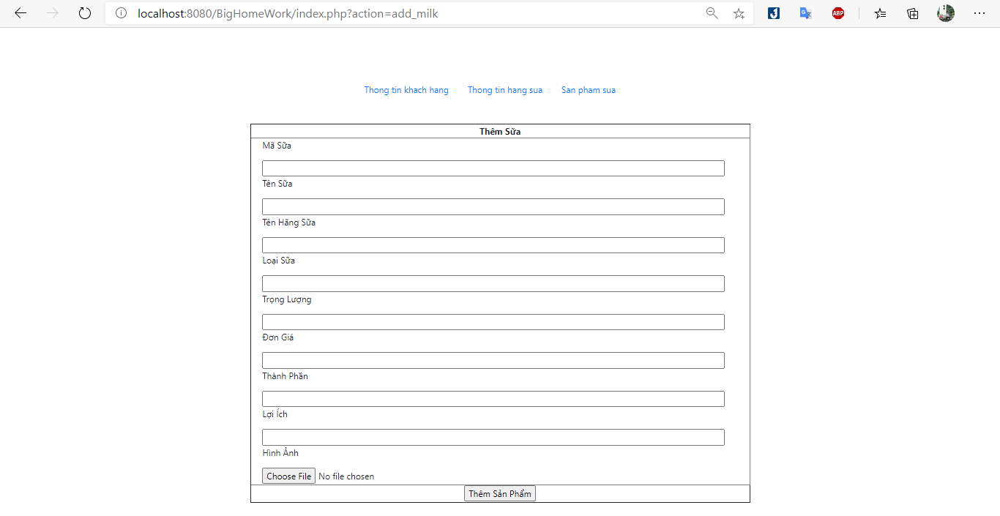 localhost:8080/BigHomeWork/index.php?action=add_milk
ABP
Thong tin khach hang Thong tin hang sua San pham sua
Thêm Sữa
Mã Sữa
Tên Sữa
Tên Hãng Sữa
Loại Sữa
Trọng Lượng
Đơn Giá
Thành Phần
Lợi Ích
Hình Ảnh
Choose File No file chosen
Thêm Sản Phẩm